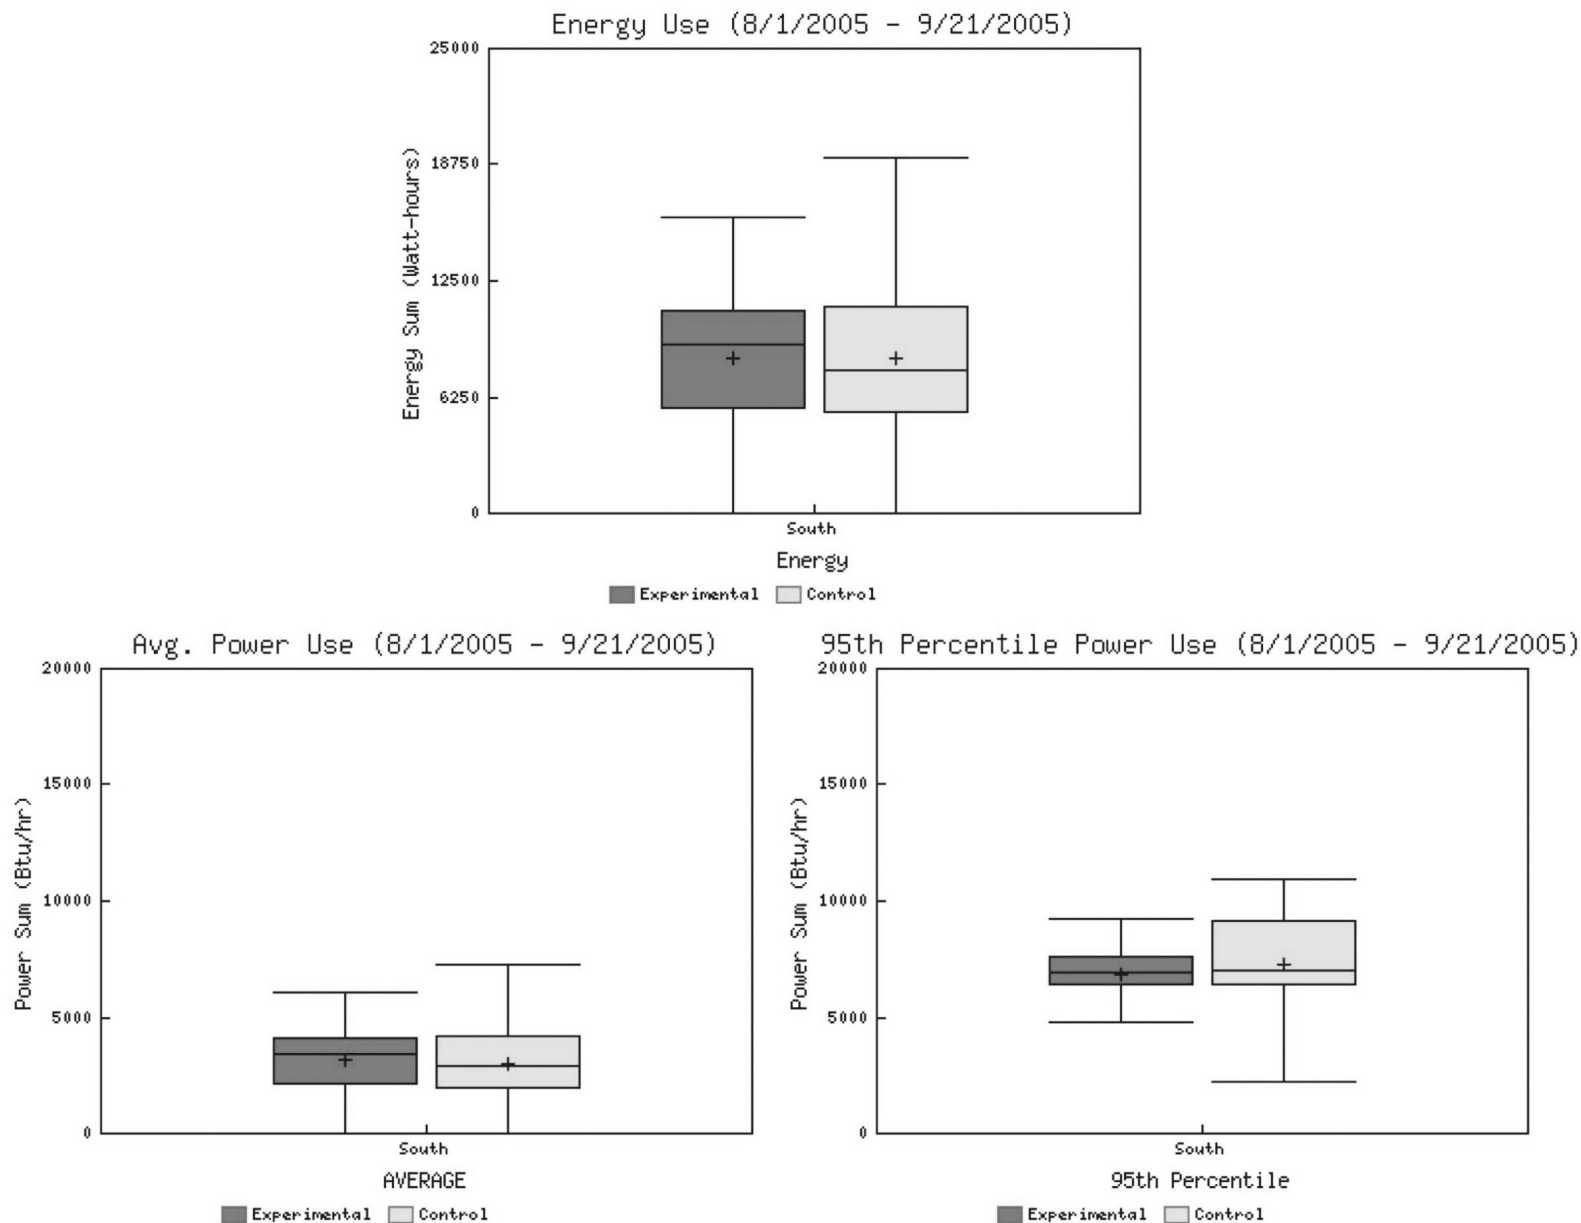 Energy Use (8/1/2005 - 9/21/2005)
25000
18750
12500
6250
0
Energy Sum (Watt-hours)
South
Energy
Experimental Control
Avg. Power Use (8/1/2005 - 9/21/2005)
20000
15000
10000
5000
0
Power Sum (Btu/hr)
South
AVERAGE
Experimental Control
95th Percentile Power Use (8/1/2005 - 9/21/2005)
20000
15000
10000
5000
0
Power Sum (Btu/hr)
South
95th Percentile
Experimental Control